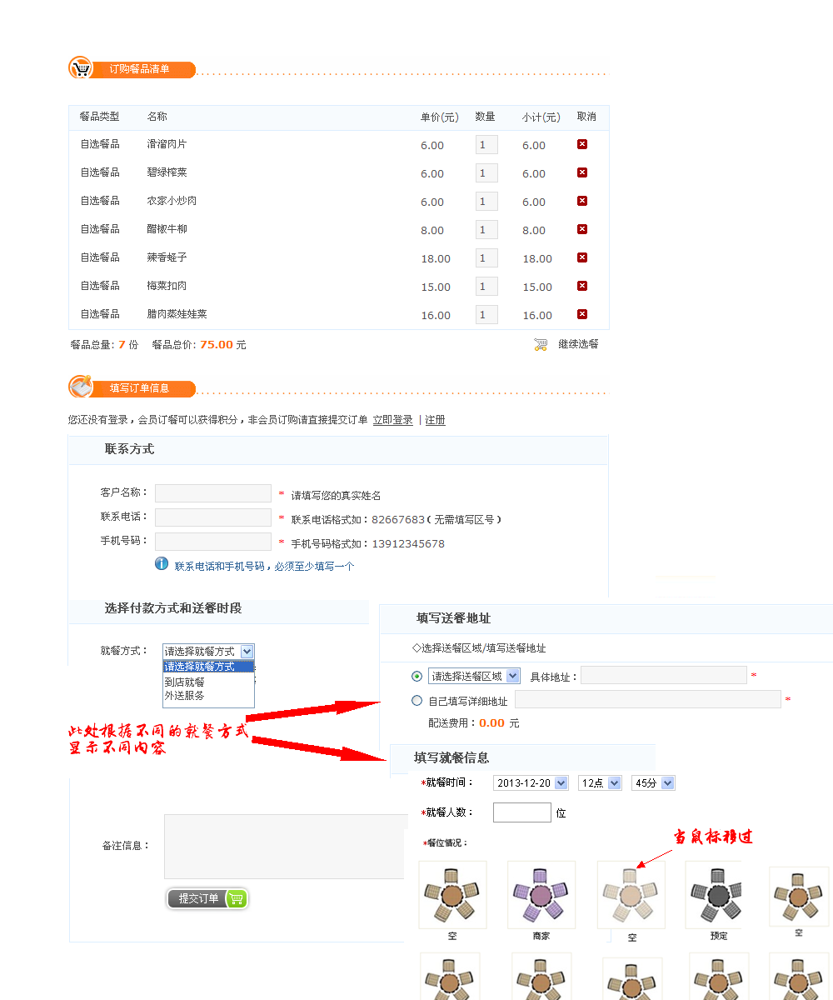 订购餐品清单
餐品类型 名称 单价(元) 数量 小计(元) 取消
自选餐品 滑溜肉片 6.00 1 6.00
自选餐品 碧绿榨菜 6.00 1 6.00
自选餐品 农家小炒肉 6.00 1 6.00
自选餐品 醋椒牛柳 8.00 1 8.00
自选餐品 辣香蛏子 18.00 1 18.00
自选餐品 梅菜扣肉 15.00 1 15.00
自选餐品 腊肉蒸娃娃菜 16.00 1 16.00
餐品总量: 7 份 餐品总价: 75.00 元 继续选餐
填写订单信息
您还没有登录，会员订餐可以获得积分，非会员订购请直接提交订单 立即登录 | 注册
联系方式
客户名称： * 请填写您的真实姓名
联系电话： * 联系电话格式如：82667683（无需填写区号）
手机号码： * 手机号码格式如：13912345678
联系电话和手机号码，必须至少填写一个
选择付款方式和送餐时段
就餐方式： 请选择就餐方式
请选择就餐方式
到店就餐
外送服务
填写送餐地址
◇选择送餐区域/填写送餐地址
请选择送餐区域 具体地址： *
自己填写详细地址 *
配送费用：0.00 元
此处根据不同的就餐方式
显示不同内容
填写就餐信息
*就餐时间： 2013-12-20 12点 45分
*就餐人数： 位
*餐位情况：
当鼠标移过
空 商家 空 预定 空
备注信息：
提交订单